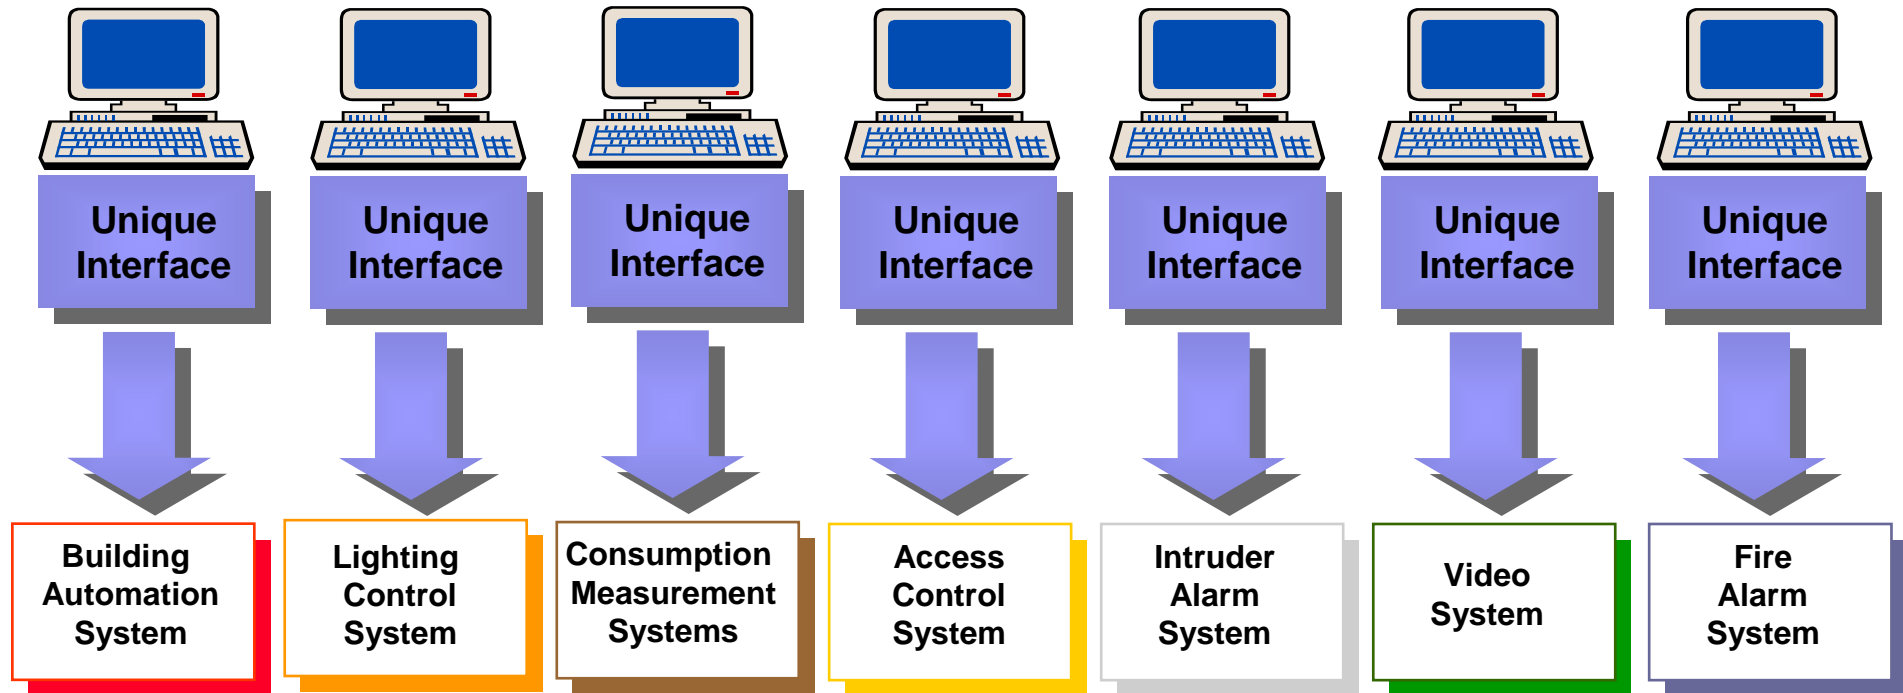 Unique
Interface
Unique
Interface
Unique
Interface
Unique
Interface
Unique
Interface
Unique
Interface
Unique
Interface
Building
Automation
System
Lighting
Control
System
Consumption
Measurement
Systems
Access
Control
System
Intruder
Alarm
System
Video
System
Fire
Alarm
System